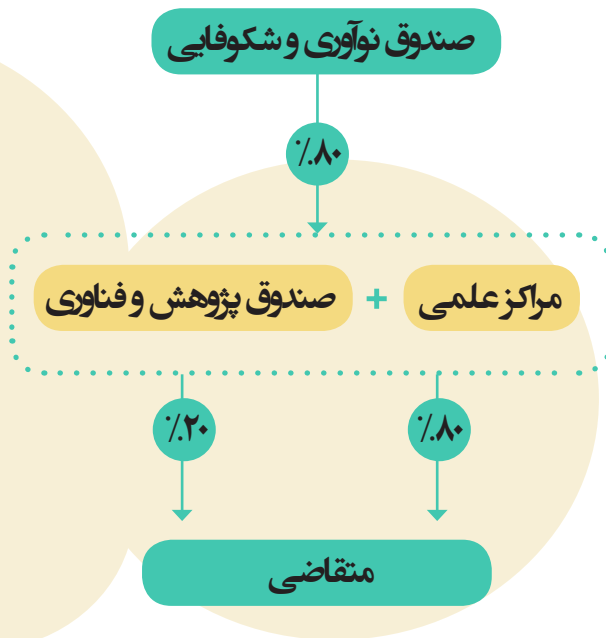 صندوق نوآوری و شکوفایی
٪۸۰
مراکز علمی + صندوق پژوهش و فناوری
٪۸۰
٪۲۰
متقاضی